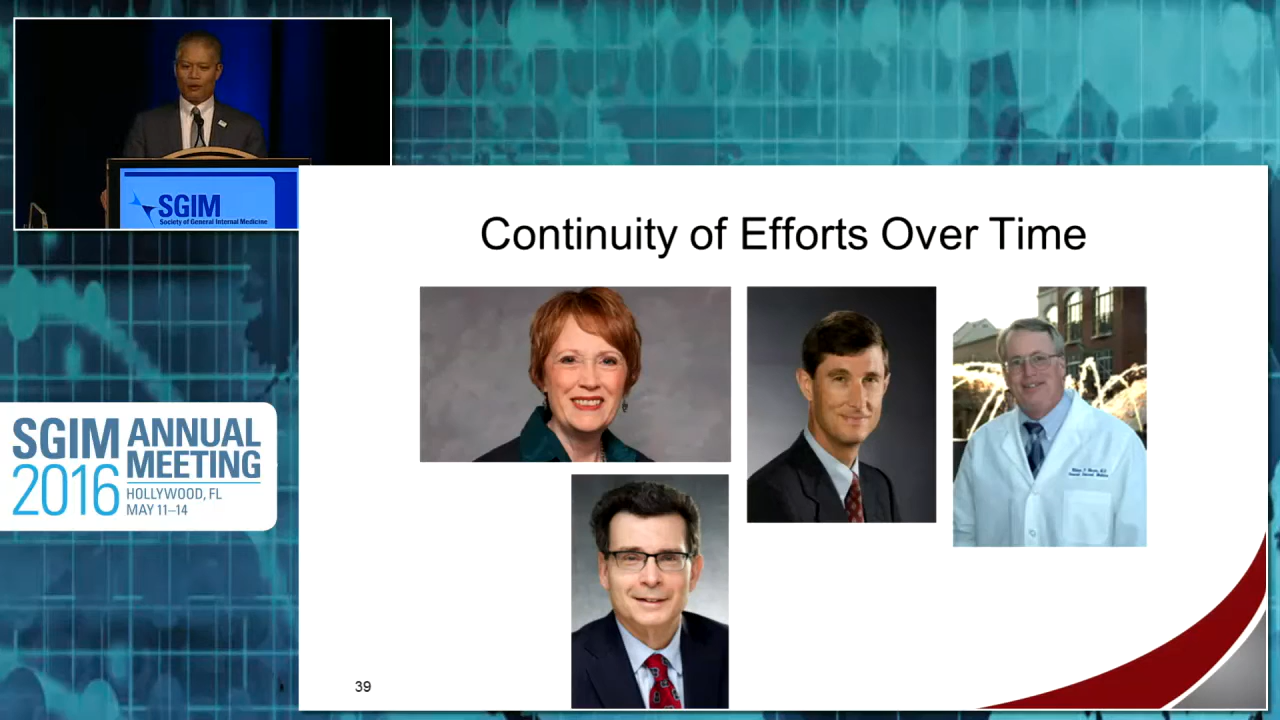 SGIM
Society of General Internal Medicine
Continuity of Efforts Over Time
SGIM ANNUAL
2016 MEETING
HOLLYWOOD, FL
MAY 11–14
39